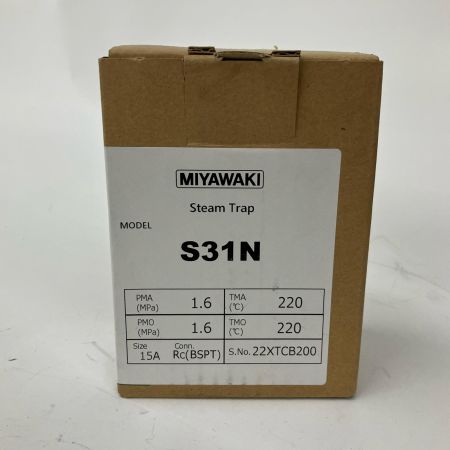 MIYAWAKI
Steam Trap
MODEL
S31N
PMA (MPa) 1.6 TMA (℃) 220
PMO (MPa) 1.6 TMO (℃) 220
Size 15A Conn. Rc(BSPT) S.No. 22XTCB200